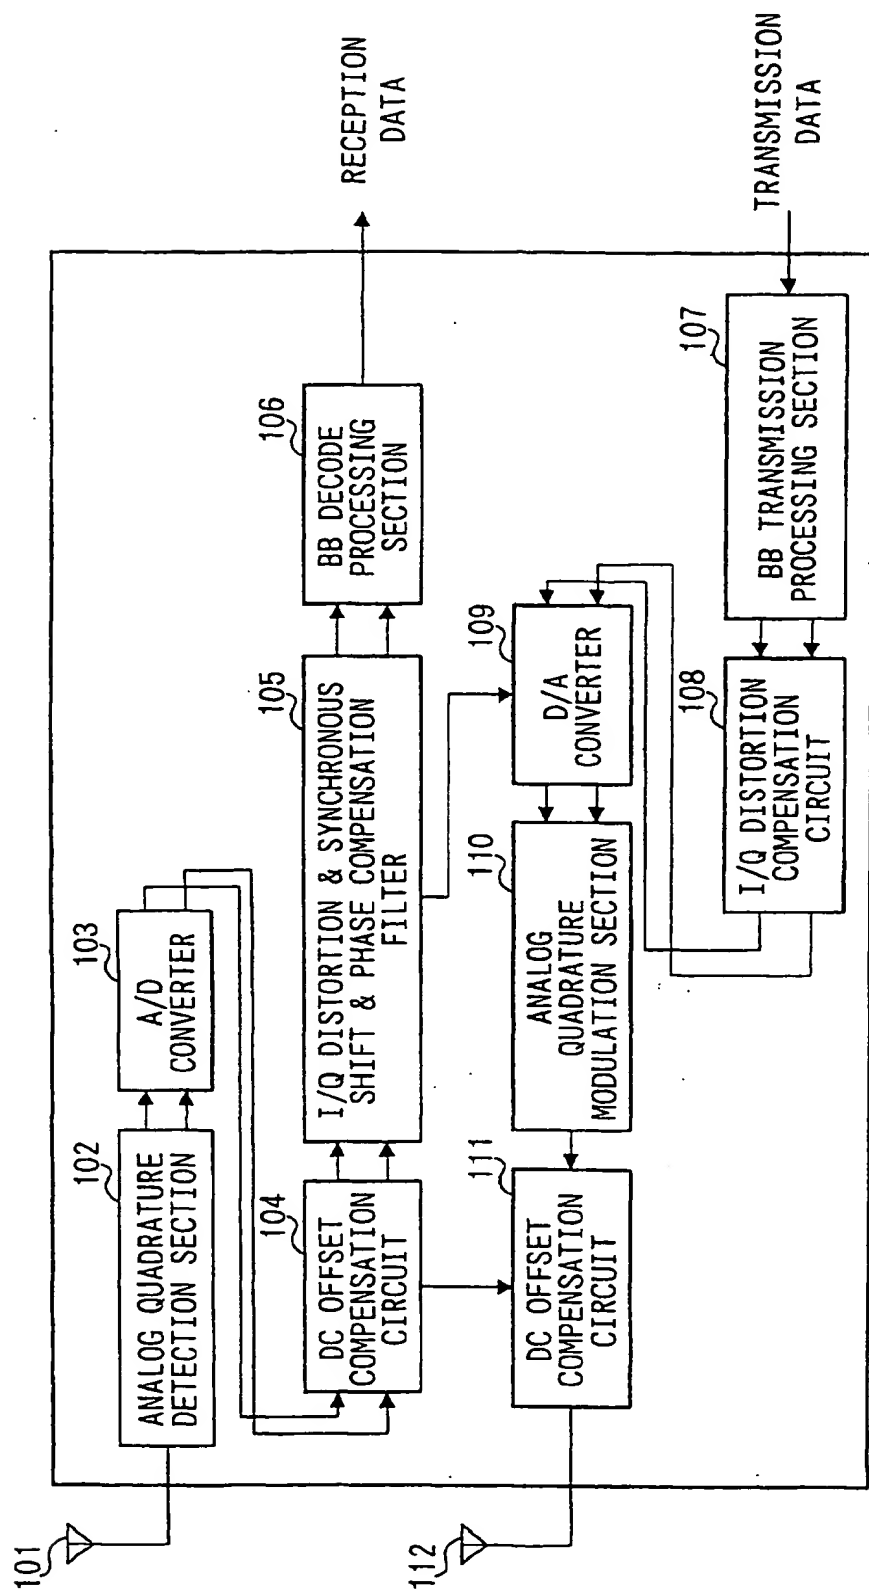 101
102
ANALOG QUADRATURE
DETECTION SECTION
103
A/D
CONVERTER
104
DC OFFSET
COMPENSATION
CIRCUIT
105
I/Q DISTORTION & SYNCHRONOUS
SHIFT & PHASE COMPENSATION
FILTER
106
BB DECODE
PROCESSING
SECTION
RECEPTION
DATA
112
111
DC OFFSET
COMPENSATION
CIRCUIT
110
ANALOG
QUADRATURE
MODULATION SECTION
109
D/A
CONVERTER
108
I/Q DISTORTION
COMPENSATION
CIRCUIT
107
BB TRANSMISSION
PROCESSING SECTION
TRANSMISSION
DATA